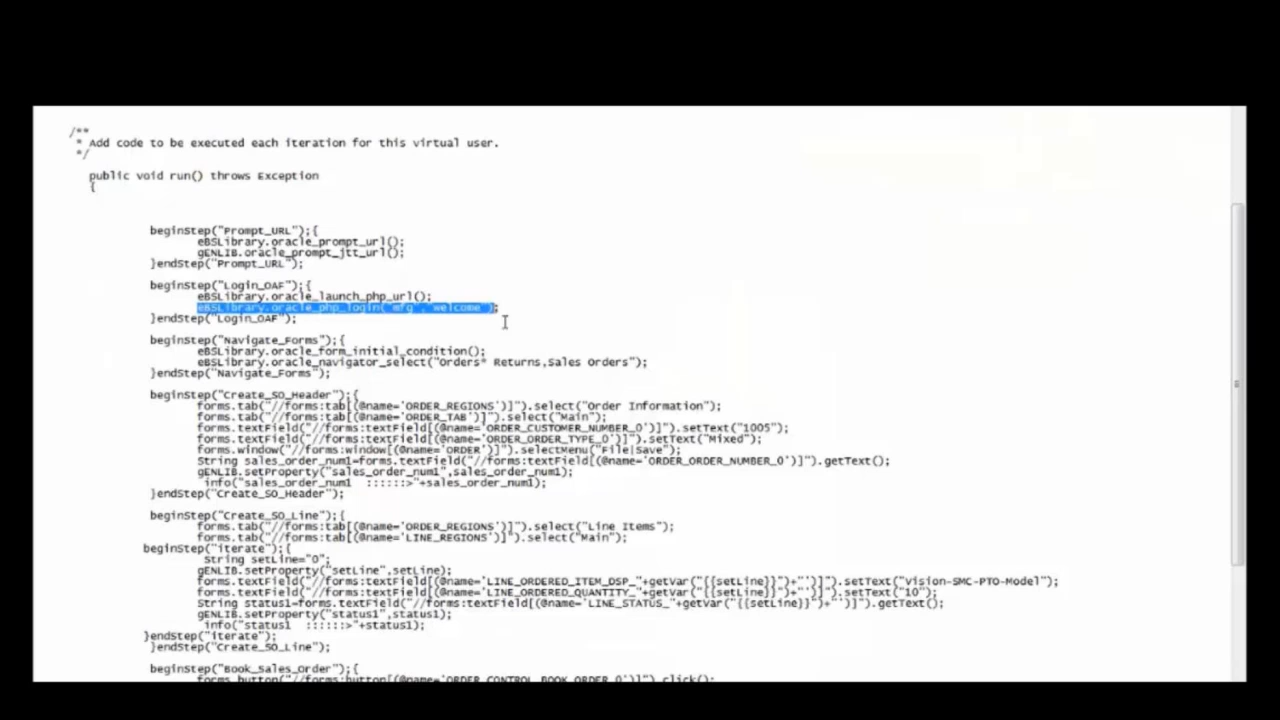 /**
 * Add code to be executed each iteration for this virtual user.
 */
public void run() throws Exception
{
beginStep("Prompt_URL");{
eBSLibrary.oracle_prompt_url();
gENLIB.oracle_prompt_jtt_url();
}endStep("Prompt_URL");
beginStep("Login_OAF");{
eBSLibrary.oracle_launch_php_url();
eBSLibrary.oracle_php_login("mfg","welcome");
}endStep("Login_OAF");
beginStep("Navigate_Forms");{
eBSLibrary.oracle_form_initial_condition();
eBSLibrary.oracle_navigator_select("Orders* Returns,Sales Orders");
}endStep("Navigate_Forms");
beginStep("Create_SO_Header");{
forms.tab("//forms:tab[(@name='ORDER_REGIONS')]").select("Order Information");
forms.tab("//forms:tab[(@name='ORDER_TAB')]").select("Main");
forms.textField("//forms:textField[(@name='ORDER_CUSTOMER_NUMBER_0')]").setText("1005");
forms.textField("//forms:textField[(@name='ORDER_ORDER_TYPE_0')]").setText("Mixed");
forms.window("//forms:window[(@name='ORDER')]").selectMenu("File|Save");
String sales_order_num1=forms.textField("//forms:textField[(@name='ORDER_ORDER_NUMBER_0')]").getText();
gENLIB.setProperty("sales_order_num1",sales_order_num1);
info("sales_order_num1  ::::::>"+sales_order_num1);
}endStep("Create_SO_Header");
beginStep("Create_SO_Line");{
forms.tab("//forms:tab[(@name='ORDER_REGIONS')]").select("Line Items");
forms.tab("//forms:tab[(@name='LINE_REGIONS')]").select("Main");
beginStep("iterate");{
String setLine="0";
gENLIB.setProperty("setLine",setLine);
forms.textField("//forms:textField[(@name='LINE_ORDERED_ITEM_DSP_"+getVar("{{setLine}}")+"')]").setText("Vision-SMC-PTO-Model");
forms.textField("//forms:textField[(@name='LINE_ORDERED_QUANTITY_"+getVar("{{setLine}}")+"')]").setText("10");
String status1=forms.textField("//forms:textField[(@name='LINE_STATUS_"+getVar("{{setLine}}")+"')]").getText();
gENLIB.setProperty("status1",status1);
info("status1  ::::::>"+status1);
}endStep("iterate");
}endStep("Create_SO_Line");
beginStep("Book_Sales_Order");{
forms.button("//forms:button[(@name='ORDER_CONTROL_BOOK_ORDER_0')]").click();